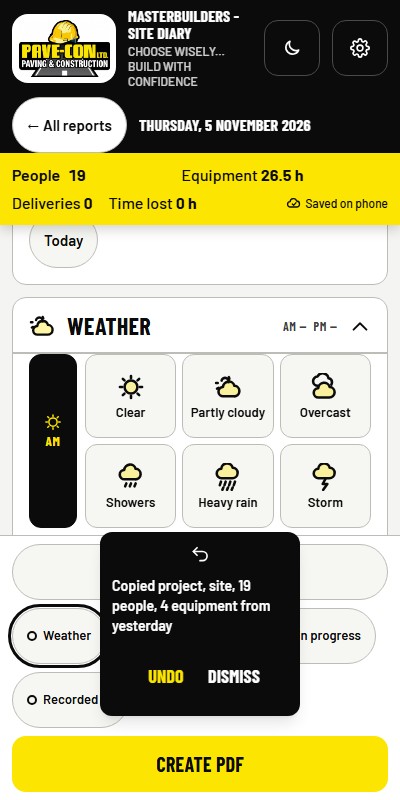 PAVE-CON LTD.
PAVING & CONSTRUCTION
MASTERBUILDERS -
SITE DIARY
CHOOSE WISELY...
BUILD WITH
CONFIDENCE
← All reports
THURSDAY, 5 NOVEMBER 2026
People 19
Equipment 26.5 h
Deliveries 0
Time lost 0 h
Saved on phone
Today
WEATHER
AM – PM –
AM
Clear
Partly cloudy
Overcast
Showers
Heavy rain
Storm
Copied project, site, 19
people, 4 equipment from
yesterday
UNDO
DISMISS
Weather
n progress
Recorded
CREATE PDF